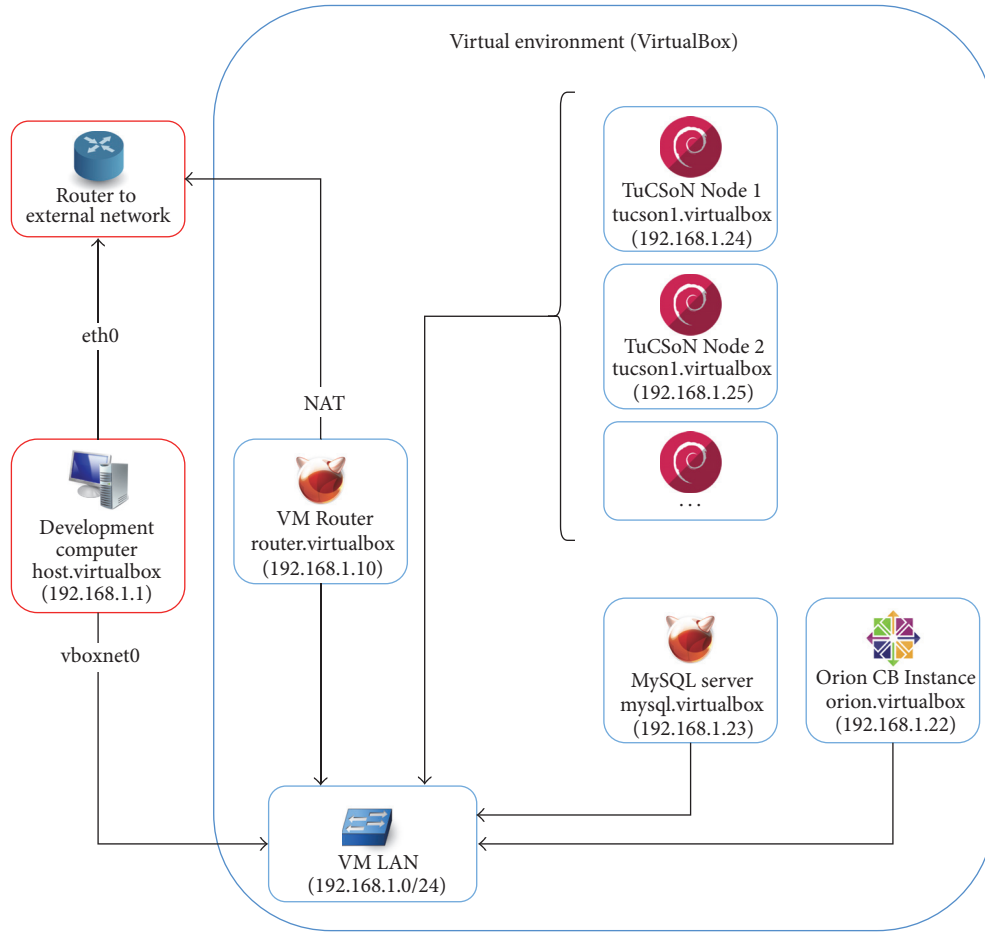 Virtual environment (VirtualBox)
Router to
external network
eth0
Development
computer
host.virtualbox
(192.168.1.1)
vboxnet0
NAT
VM Router
router.virtualbox
(192.168.1.10)
TuCSoN Node 1
tucson1.virtualbox
(192.168.1.24)
TuCSoN Node 2
tucson1.virtualbox
(192.168.1.25)
...
MySQL server
mysql.virtualbox
(192.168.1.23)
Orion CB Instance
orion.virtualbox
(192.168.1.22)
VM LAN
(192.168.1.0/24)